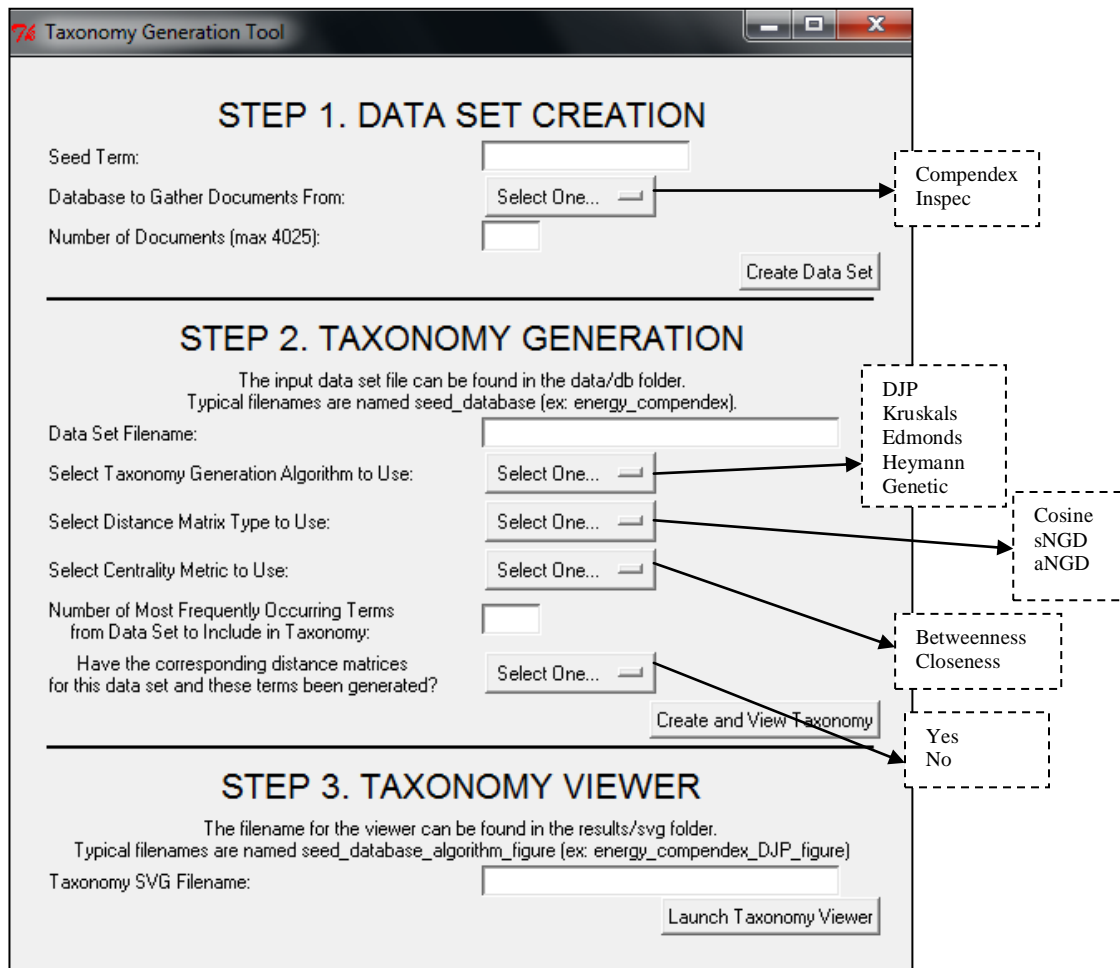 Taxonomy Generation Tool
STEP 1. DATA SET CREATION
Seed Term:
Database to Gather Documents From:
Select One...
Compendex
Inspec
Number of Documents (max 4025):
Create Data Set
STEP 2. TAXONOMY GENERATION
The input data set file can be found in the data/db folder.
Typical filenames are named seed_database (ex: energy_compendex).
Data Set Filename:
Select Taxonomy Generation Algorithm to Use:
Select One...
DJP
Kruskals
Edmonds
Heymann
Genetic
Select Distance Matrix Type to Use:
Select One...
Cosine
sNGD
aNGD
Select Centrality Metric to Use:
Select One...
Betweenness
Closeness
Number of Most Frequently Occurring Terms
from Data Set to Include in Taxonomy:
Have the corresponding distance matrices
for this data set and these terms been generated?
Select One...
Yes
No
Create and View Taxonomy
STEP 3. TAXONOMY VIEWER
The filename for the viewer can be found in the results/svg folder.
Typical filenames are named seed_database_algorithm_figure (ex: energy_compendex_DJP_figure)
Taxonomy SVG Filename:
Launch Taxonomy Viewer